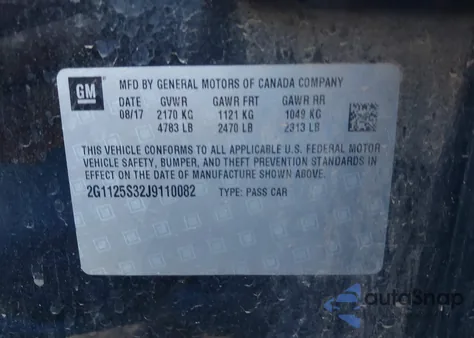 GM
MFD BY GENERAL MOTORS OF CANADA COMPANY
DATE GVWR GAWR FRT GAWR RR
08/17 2170 KG 1121 KG 1049 KG
4783 LB 2470 LB 2313 LB
THIS VEHICLE CONFORMS TO ALL APPLICABLE U.S. FEDERAL MOTOR
VEHICLE SAFETY, BUMPER, AND THEFT PREVENTION STANDARDS
IN EFFECT ON THE DATE OF MANUFACTURE SHOWN ABOVE.
2G1125S32J9110082 TYPE: PASS CAR
autoSnap